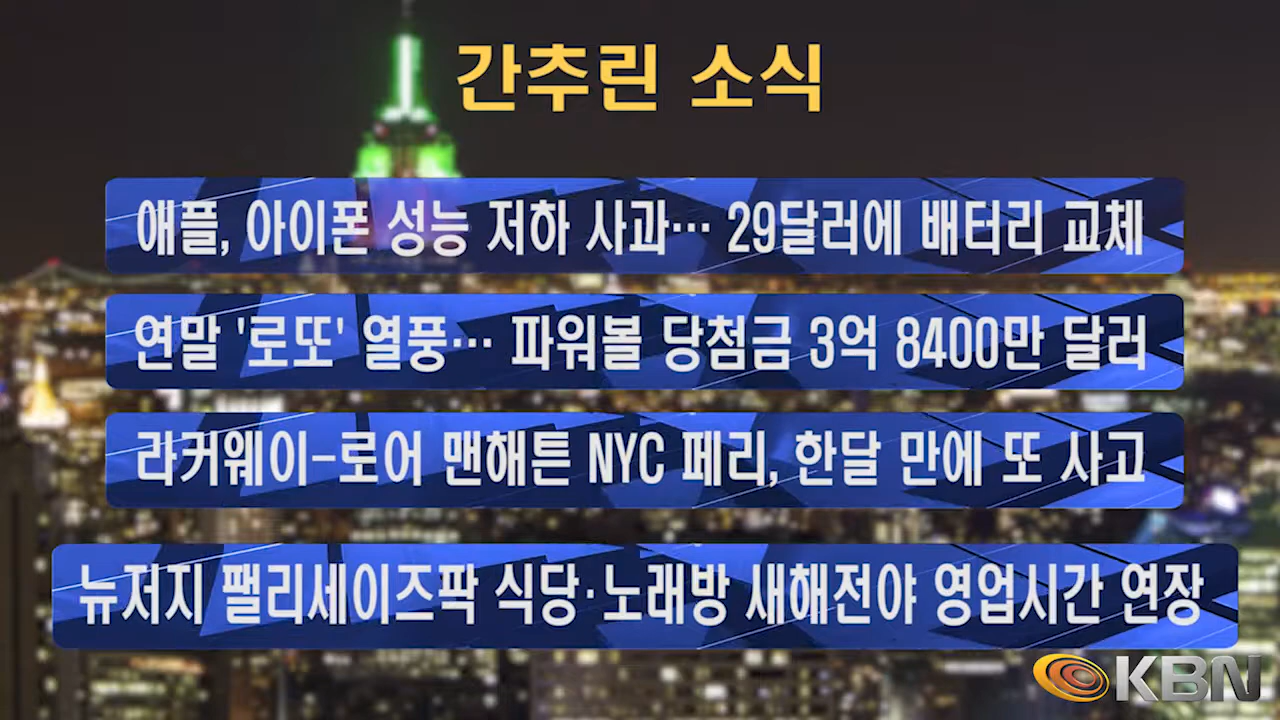 간추린 소식
애플, 아이폰 성능 저하 사과… 29달러에 배터리 교체
연말 '로또' 열풍… 파워볼 당첨금 3억 8400만 달러
라커웨이-로어 맨해튼 NYC 페리, 한달 만에 또 사고
뉴저지 팰리세이즈팍 식당·노래방 새해전야 영업시간 연장
KBN